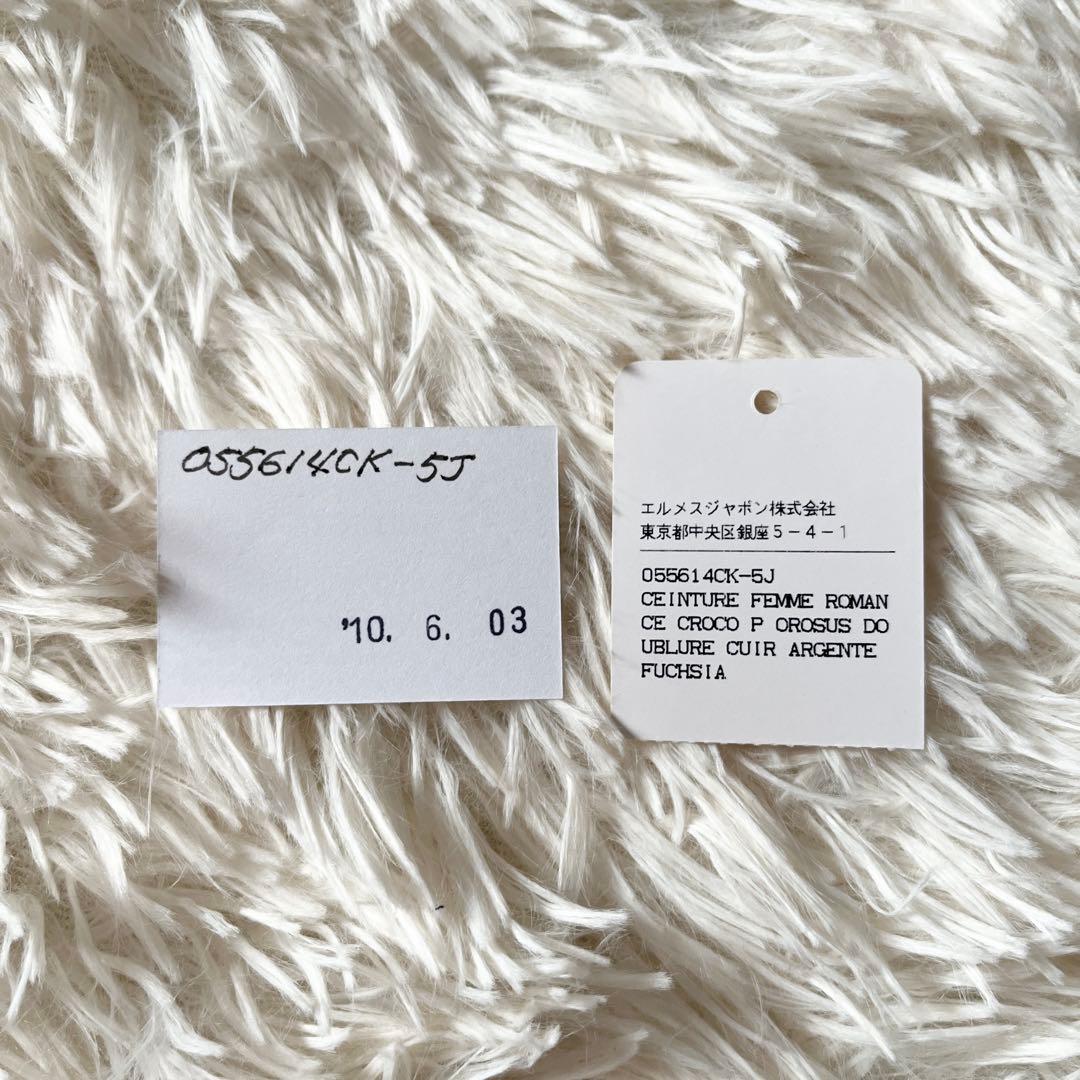 055614CK-5J
'10. 6. 03
エルメスジャポン株式会社
東京都中央区銀座5-4-1
055614CK-5J
CEINTURE FEMME ROMAN
CE CROCO P OROSUS DO
UBLURE CUIR ARGENTE
FUCHSIA